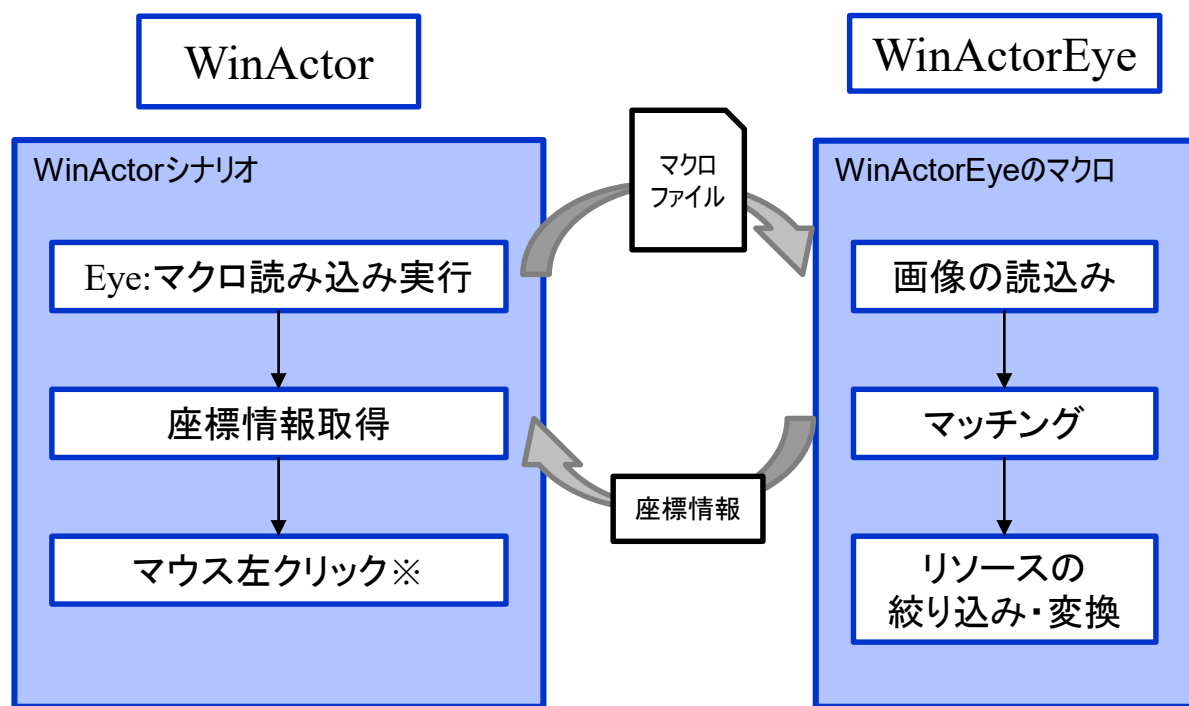 WinActor
WinActorEye
WinActorシナリオ
Eye:マクロ読み込み実行
座標情報取得
マウス左クリック※
マクロ
ファイル
座標情報
WinActorEyeのマクロ
画像の読込み
マッチング
リソースの
絞り込み・変換